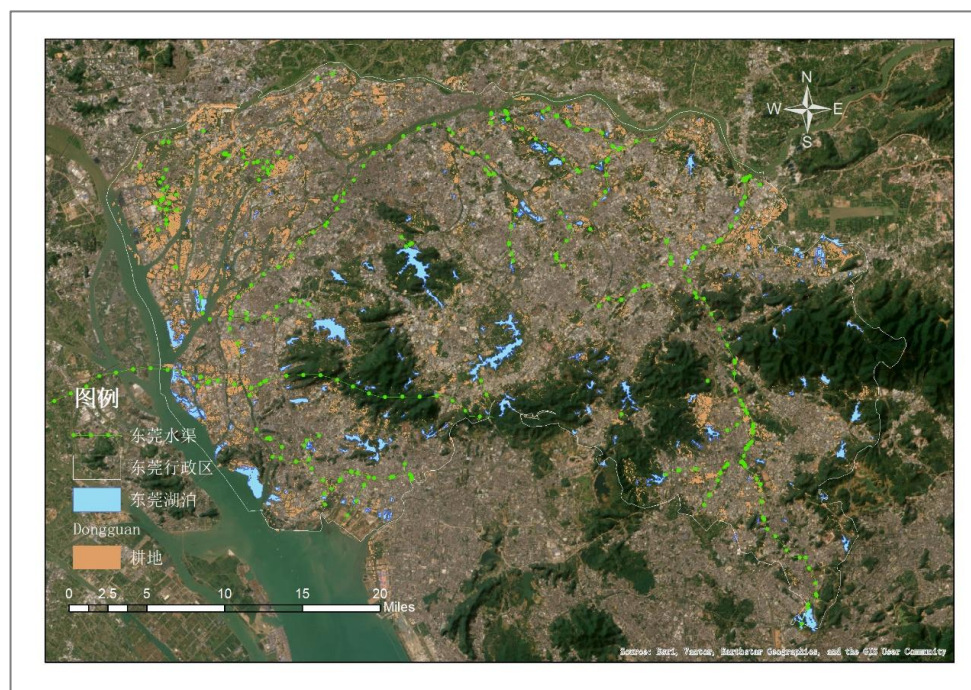 N
W E
S
图例
东莞水渠
东莞行政区
东莞湖泊
Dongguan
耕地
0 2.5 5 10 15 20
Miles
Source: Esri, Vantor, Earthstar Geographics, and the GIS User Community